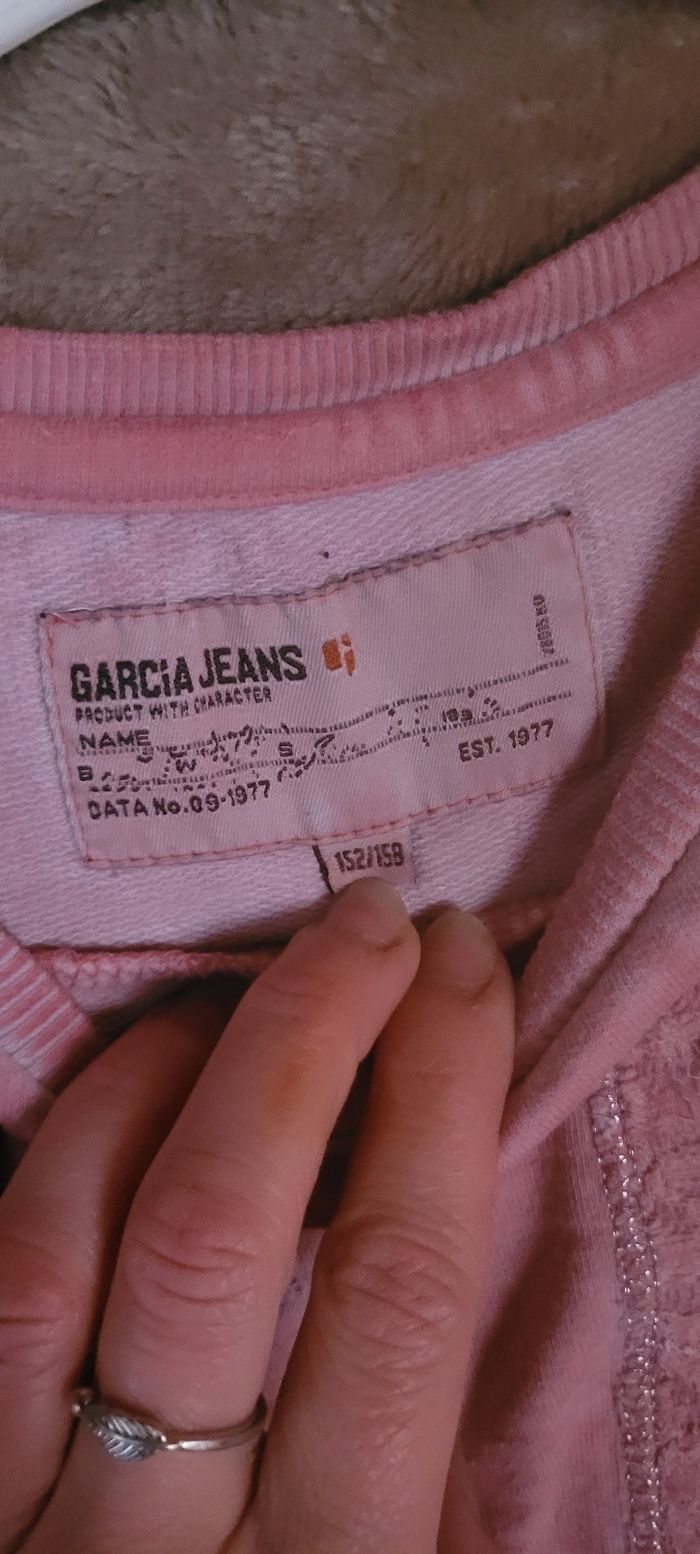 GARCiA JEANS
PRODUCT WITH CHARACTER
NAME
W
S
B
EST. 1977
DATA No.09-1977
152/158